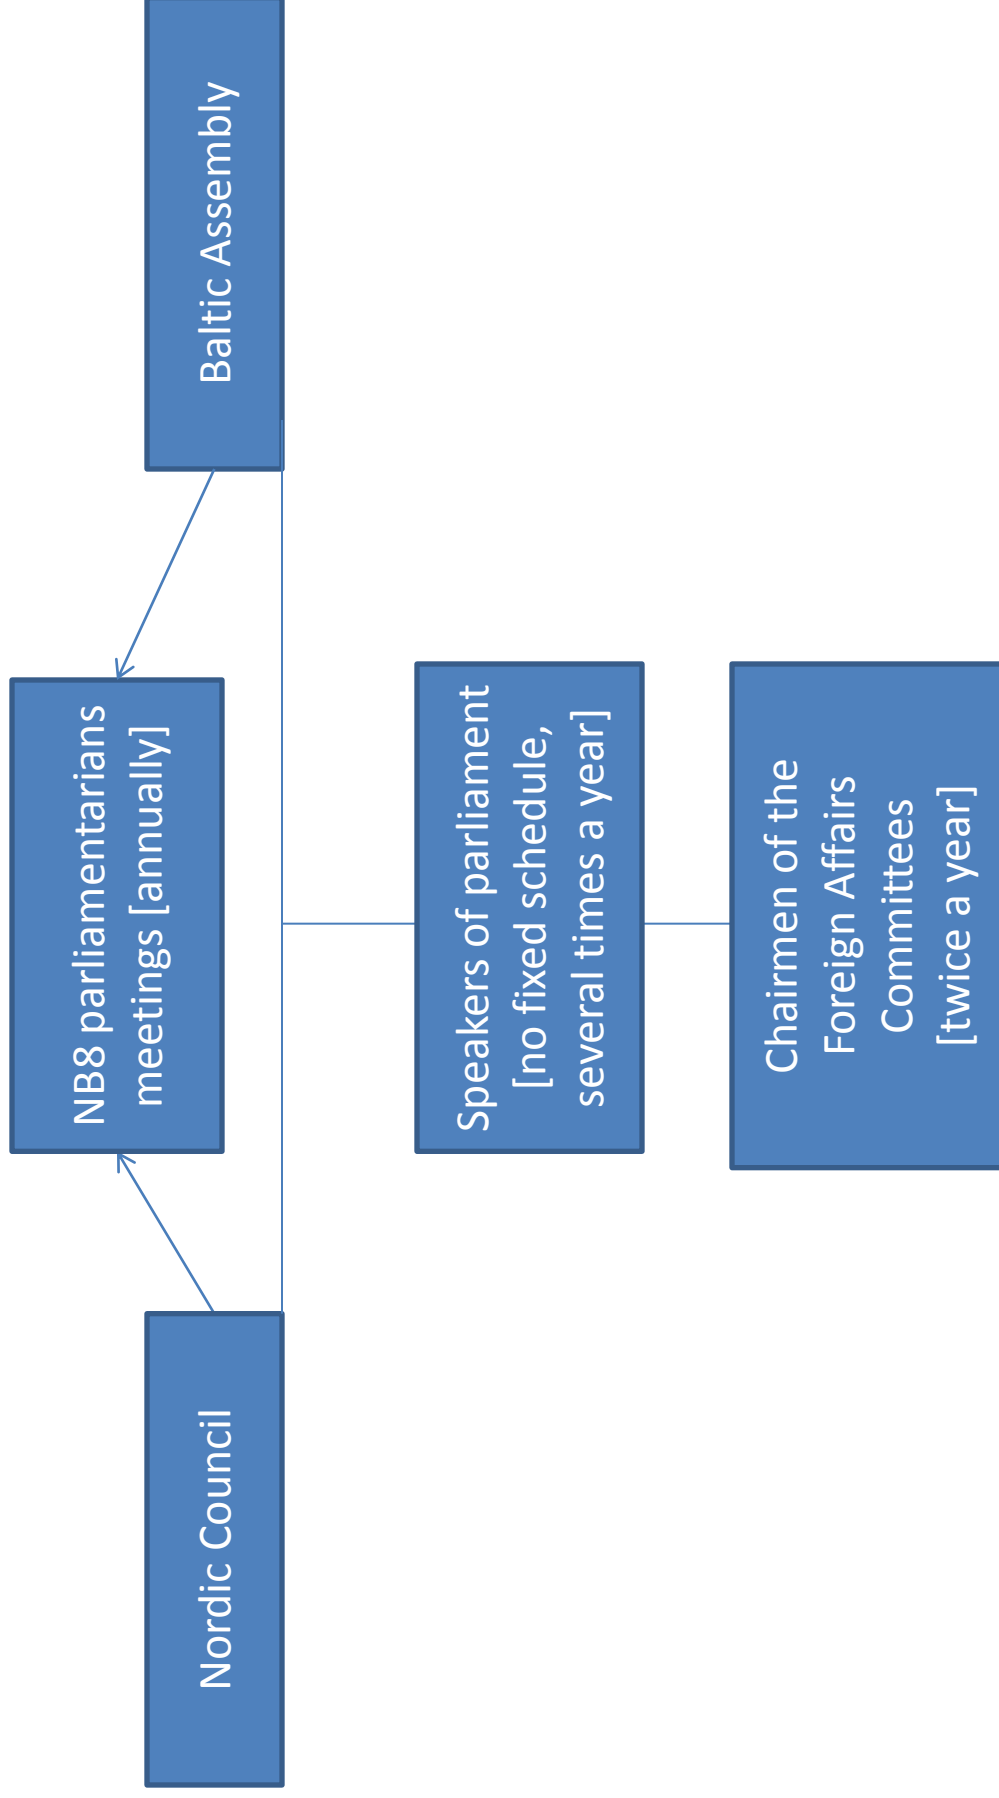 NB8 parliamentarians
meetings [annually]
Nordic Council
Baltic Assembly
Speakers of parliament
[no fixed schedule,
several times a year]
Chairmen of the
Foreign Affairs
Committees
[twice a year]